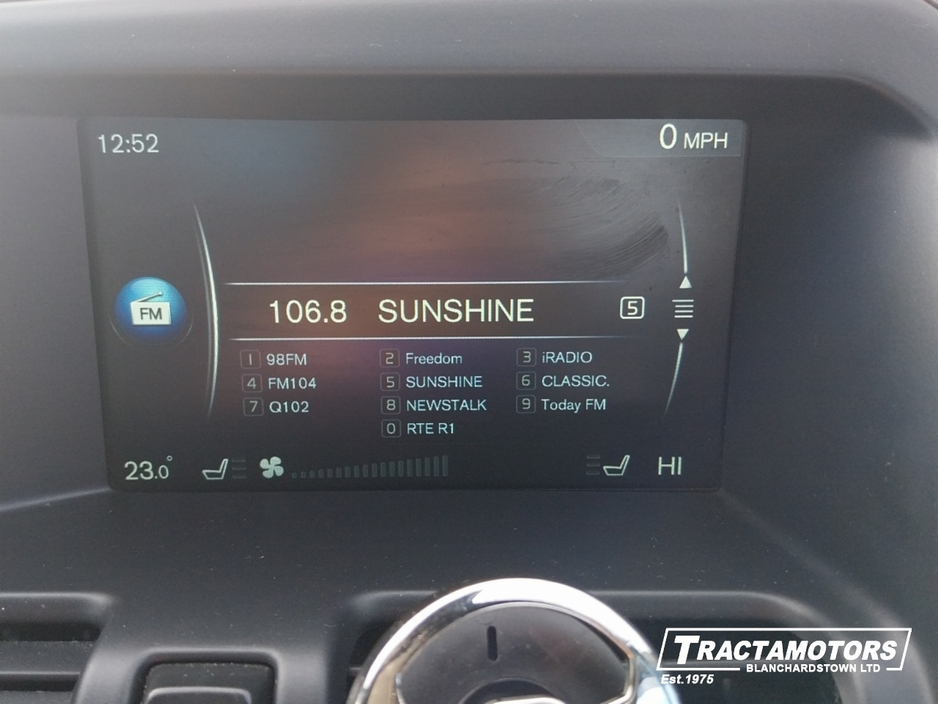 12:52 0 MPH
FM 106.8 SUNSHINE 5
1 98FM 2 Freedom 3 iRADIO
4 FM104 5 SUNSHINE 6 CLASSIC.
7 Q102 8 NEWSTALK 9 Today FM
0 RTE R1
23.0° HI
TRACTAMOTORS
BLANCHARDSTOWN LTD
Est.1975